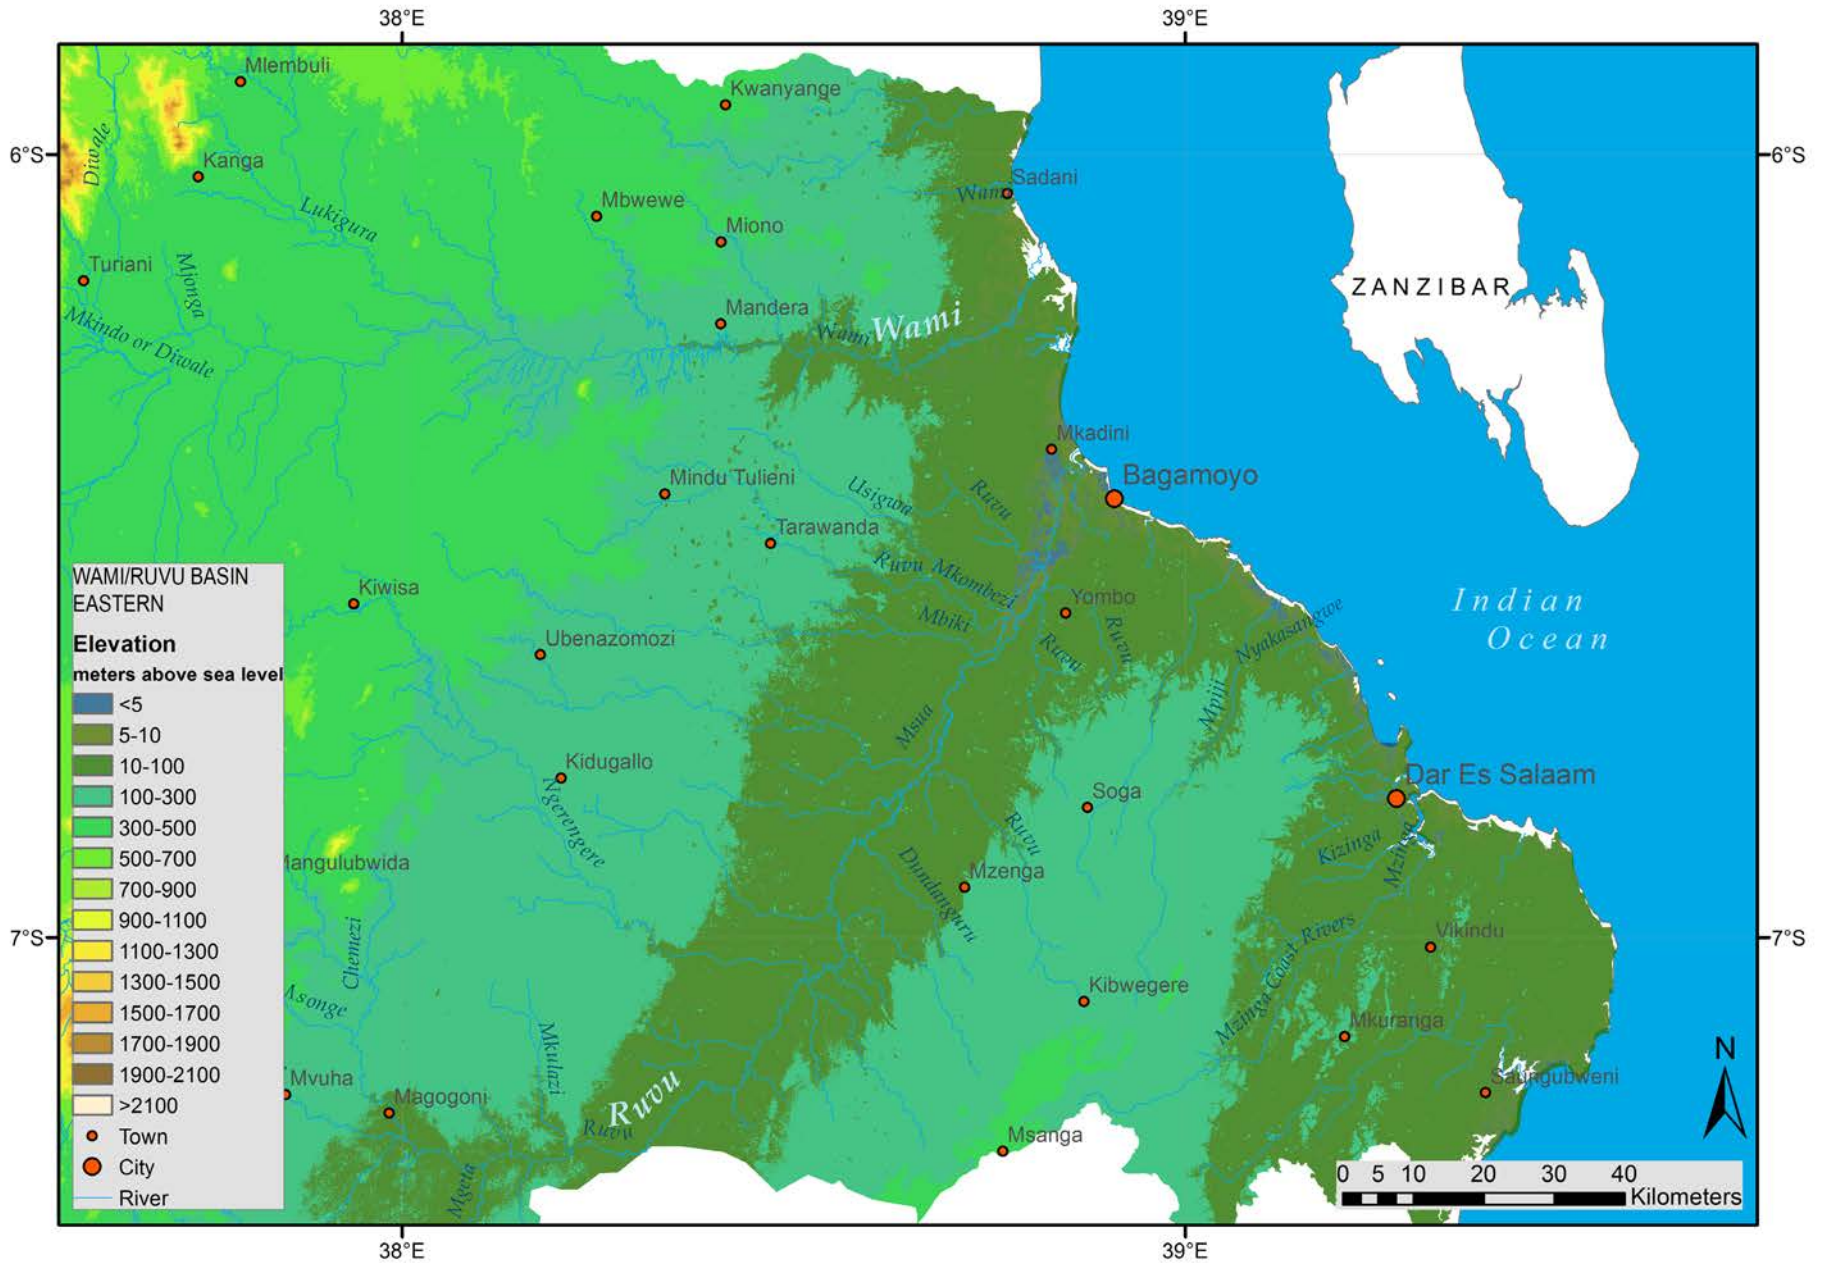 38°E
39°E
Mlembuli
Kwanyange
6°S
6°S
Diwale
Kanga
Sadani
Wami
Mbwewe
Lukigura
Miono
Turiani
Mjonga
ZANZIBAR
Mandera
Mkindo or Diwale
Wami
Wami
Mkadini
Bagamoyo
Mindu Tulieni
Usigwa
Ruvu
Tarawanda
Ruvu
Mkombezi
WAMI/RUVU BASIN
EASTERN
Kiwisa
Yombo
Indian
Ocean
Mbiki
Nyakasangwe
Ubenazomozi
Ruvu
Ruvu
Elevation
meters above sea level
<5
5-10
10-100
100-300
300-500
500-700
700-900
900-1100
1100-1300
1300-1500
1500-1700
1700-1900
1900-2100
>2100
Town
City
River
Mpiji
Msua
Kidugallo
Dar Es Salaam
Soga
Ngerengere
Ruvu
Kizinga
Mzinga
Mangulubwida
Mzenga
Dundanguru
Chemezi
Vikindu
7°S
7°S
Mzinga Coast Rivers
Kibwegere
Asonge
Mkuranga
Mkulazi
Mvuha
Magogoni
Ruvu
Ruvu
Saungubweni
N
Msanga
Mgeta
0 5 10 20 30 40
Kilometers
38°E
39°E